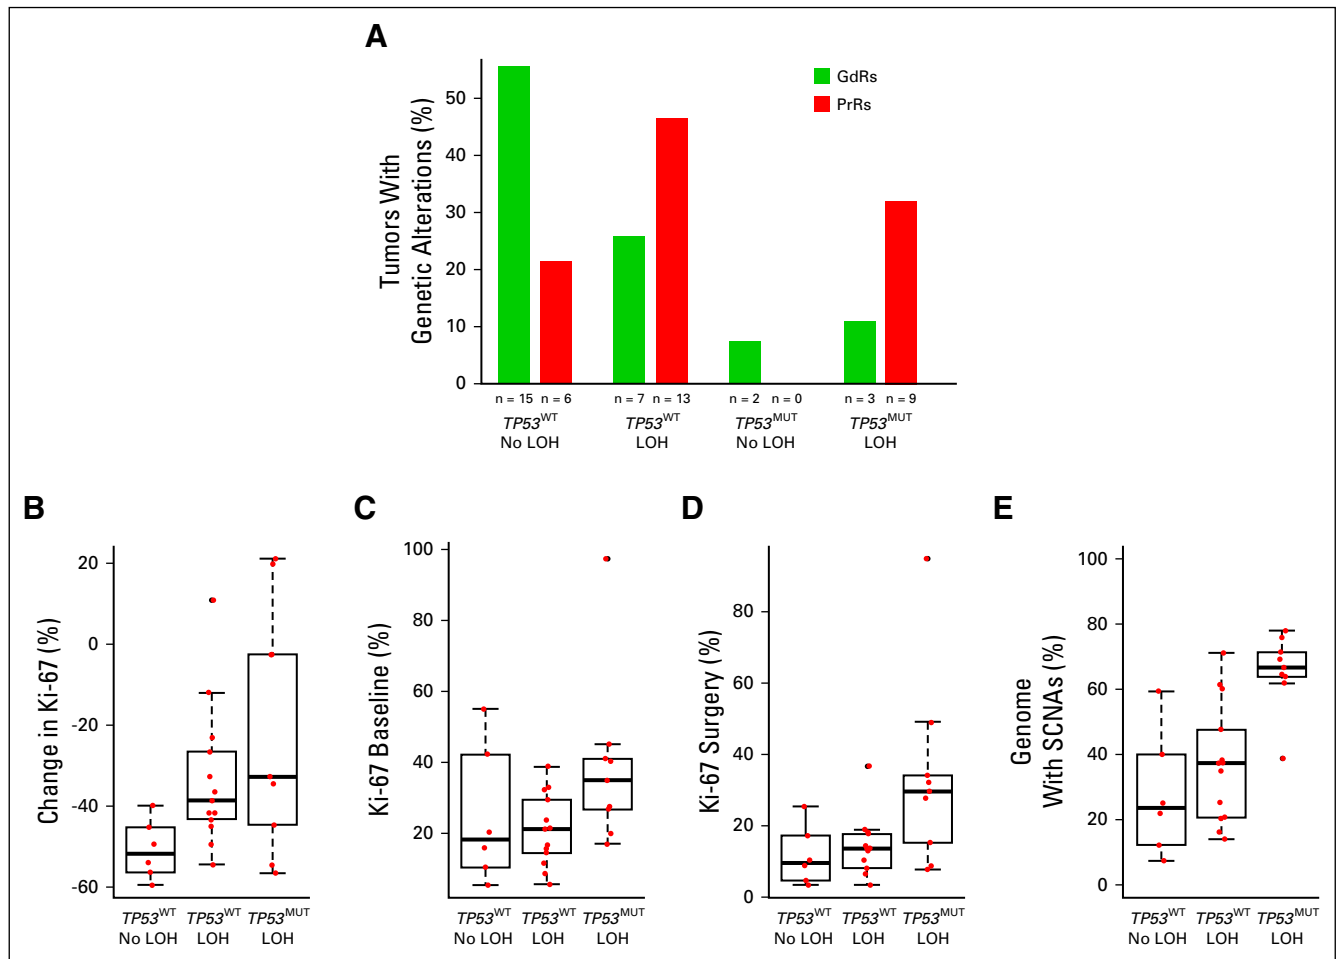 A
GdRs
PrRs
Tumors With
Genetic Alterations (%)
50
40
30
20
10
0
n = 15 n = 6 n = 7 n = 13 n = 2 n = 0 n = 3 n = 9
TP53WT TP53WT TP53MUT TP53MUT
No LOH LOH No LOH LOH
B
Change in Ki-67 (%)
20
0
-20
-40
-60
TP53WT TP53WT TP53MUT
No LOH LOH LOH
C
Ki-67 Baseline (%)
100
80
60
40
20
TP53WT TP53WT TP53MUT
No LOH LOH LOH
D
Ki-67 Surgery (%)
80
60
40
20
0
TP53WT TP53WT TP53MUT
No LOH LOH LOH
E
Genome
With SCNAs (%)
100
80
60
40
20
0
TP53WT TP53WT TP53MUT
No LOH LOH LOH